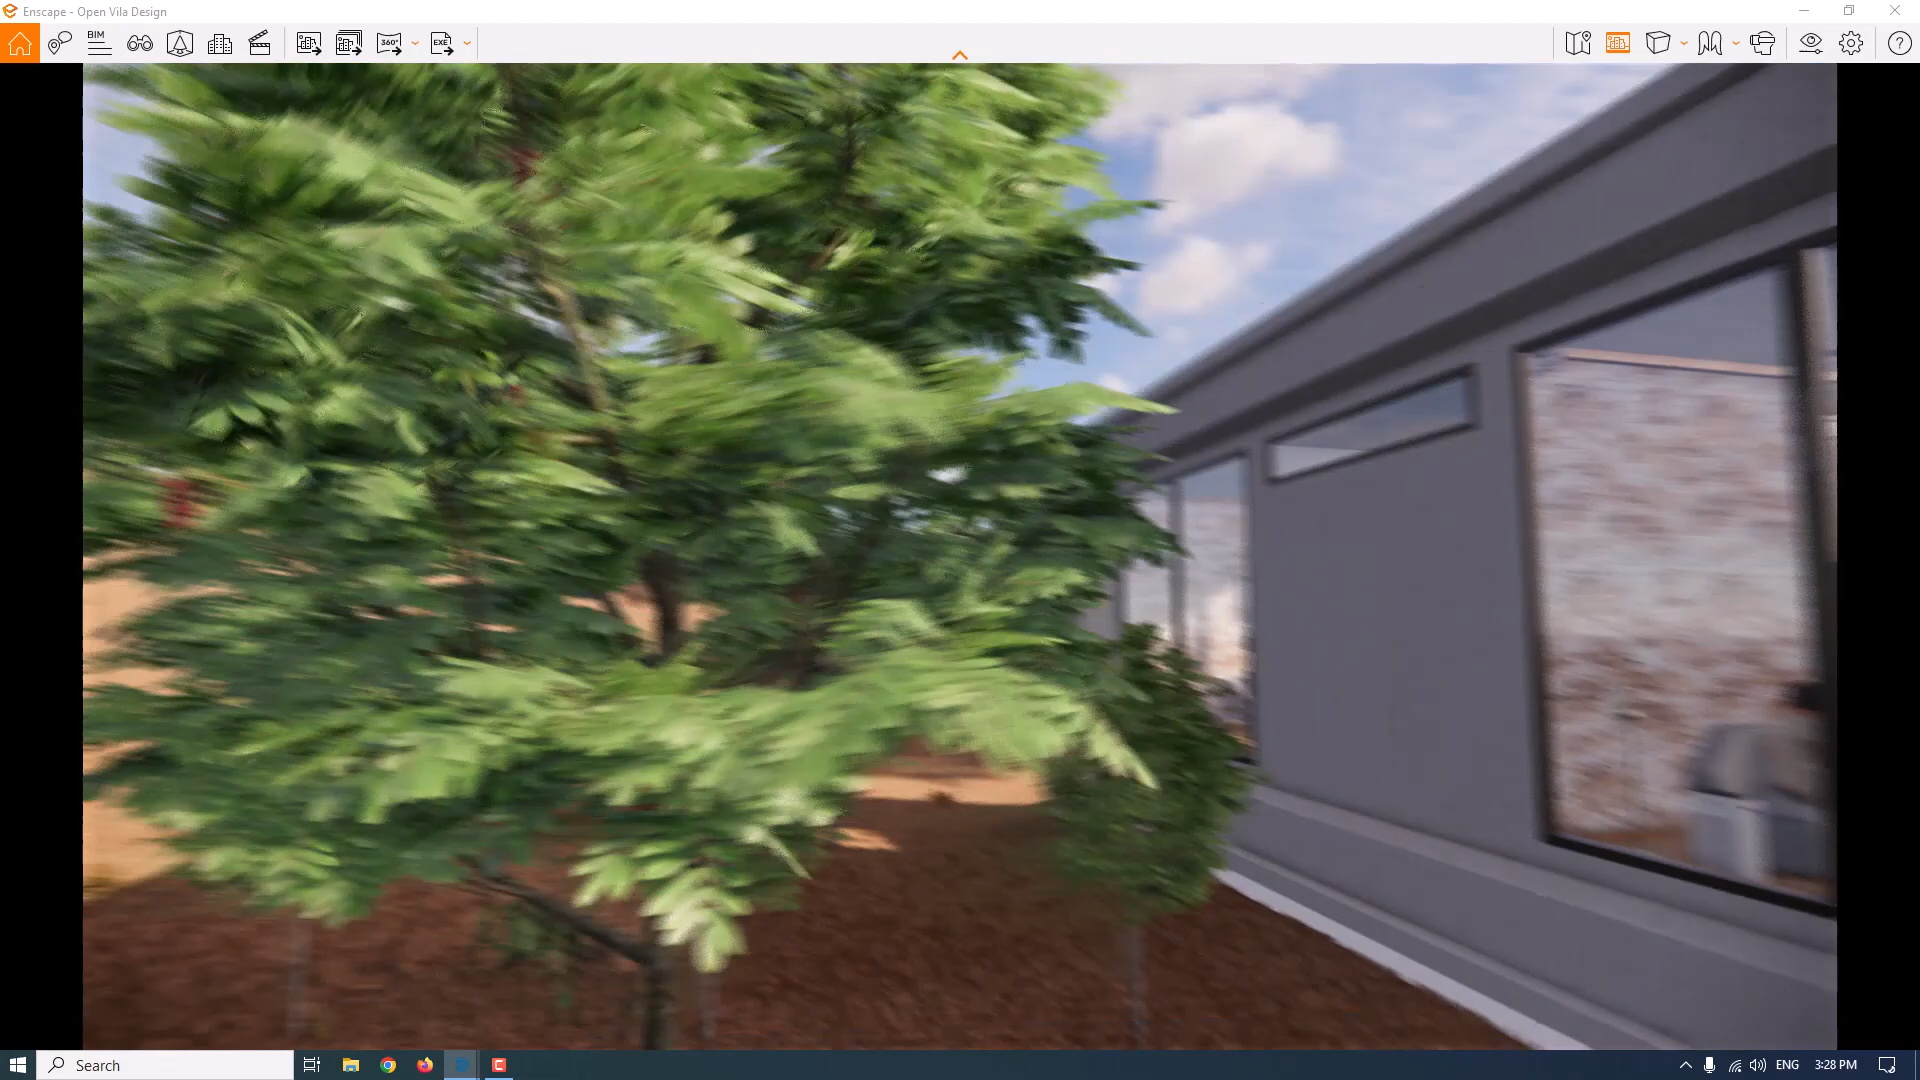 Enscape - Open Vila Design
BIM
360°
EXE
?
Search
ENG
3:28 PM